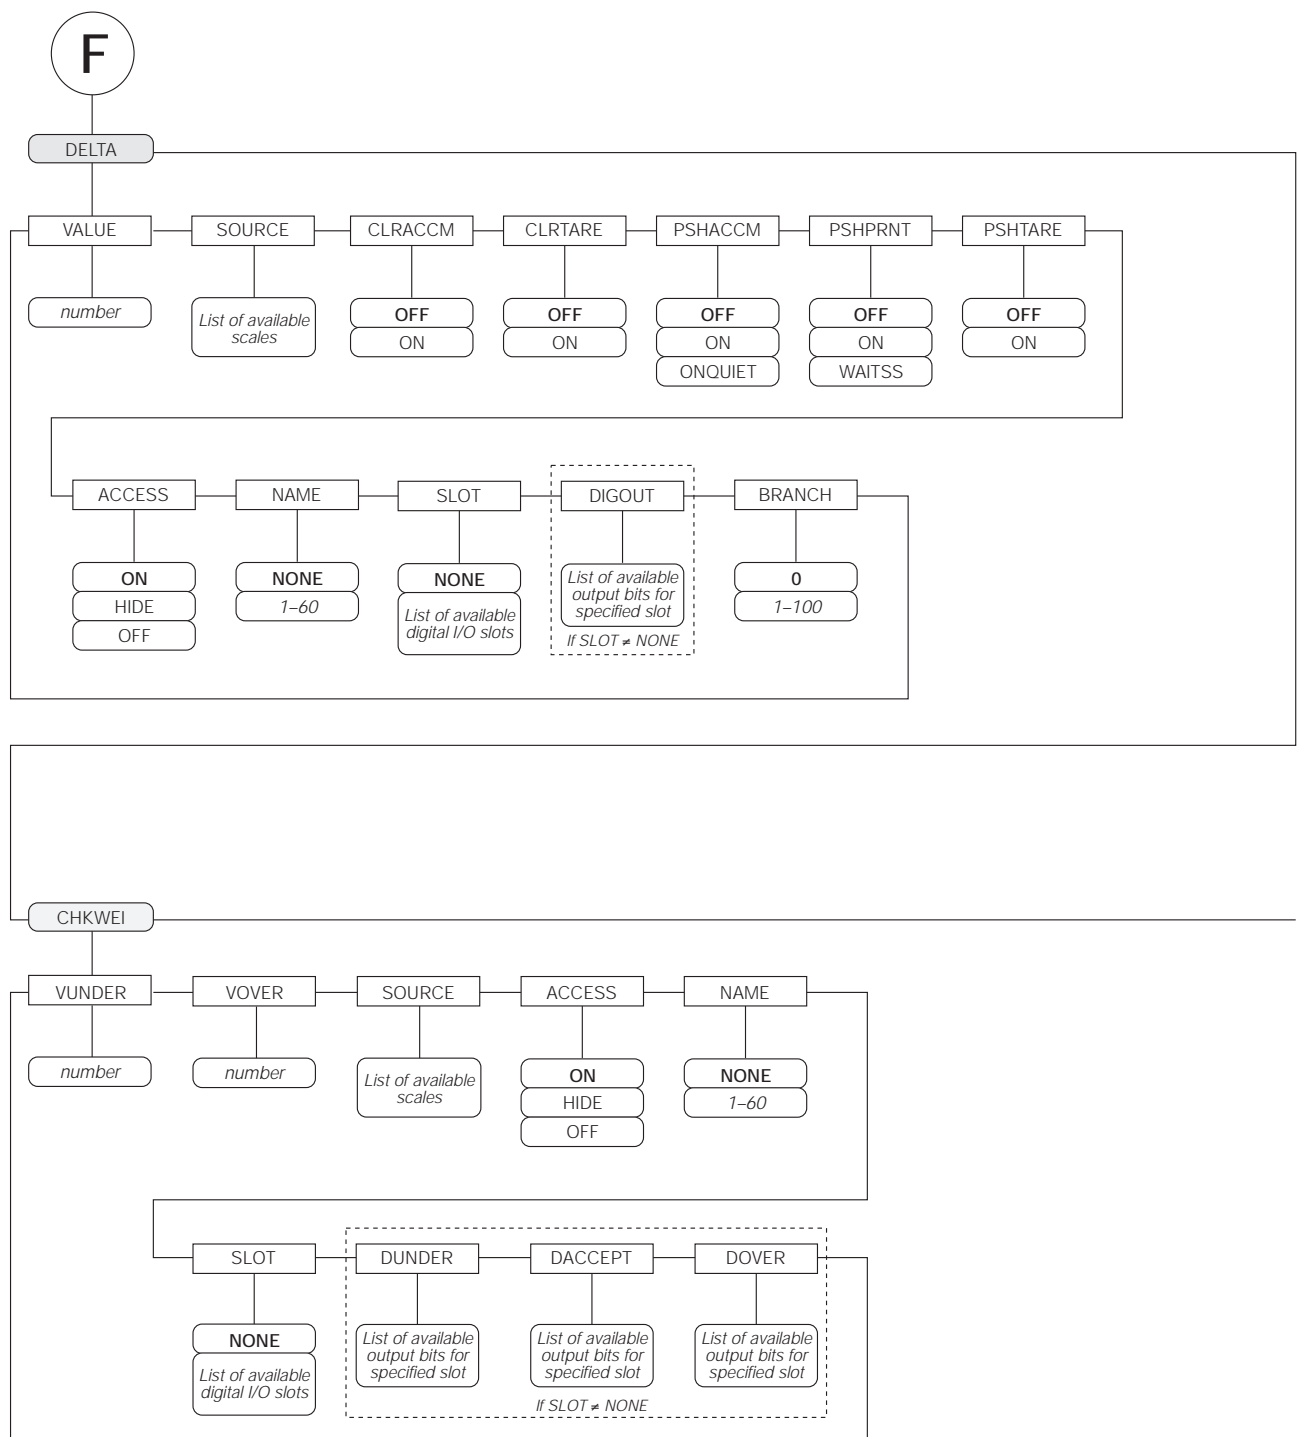 F
DELTA
VALUE
SOURCE
CLRACCM
CLRTARE
PSHACCM
PSHPRNT
PSHTARE
number
List of available
scales
OFF
ON
OFF
ON
OFF
ON
ONQUIET
OFF
ON
WAITSS
OFF
ON
ACCESS
NAME
SLOT
DIGOUT
BRANCH
ON
HIDE
OFF
NONE
1–60
NONE
List of available
digital I/O slots
List of available
output bits for
specified slot
If SLOT ≠ NONE
0
1–100
CHKWEI
VUNDER
VOVER
SOURCE
ACCESS
NAME
number
number
List of available
scales
ON
HIDE
OFF
NONE
1–60
SLOT
DUNDER
DACCEPT
DOVER
NONE
List of available
digital I/O slots
List of available
output bits for
specified slot
List of available
output bits for
specified slot
List of available
output bits for
specified slot
If SLOT ≠ NONE